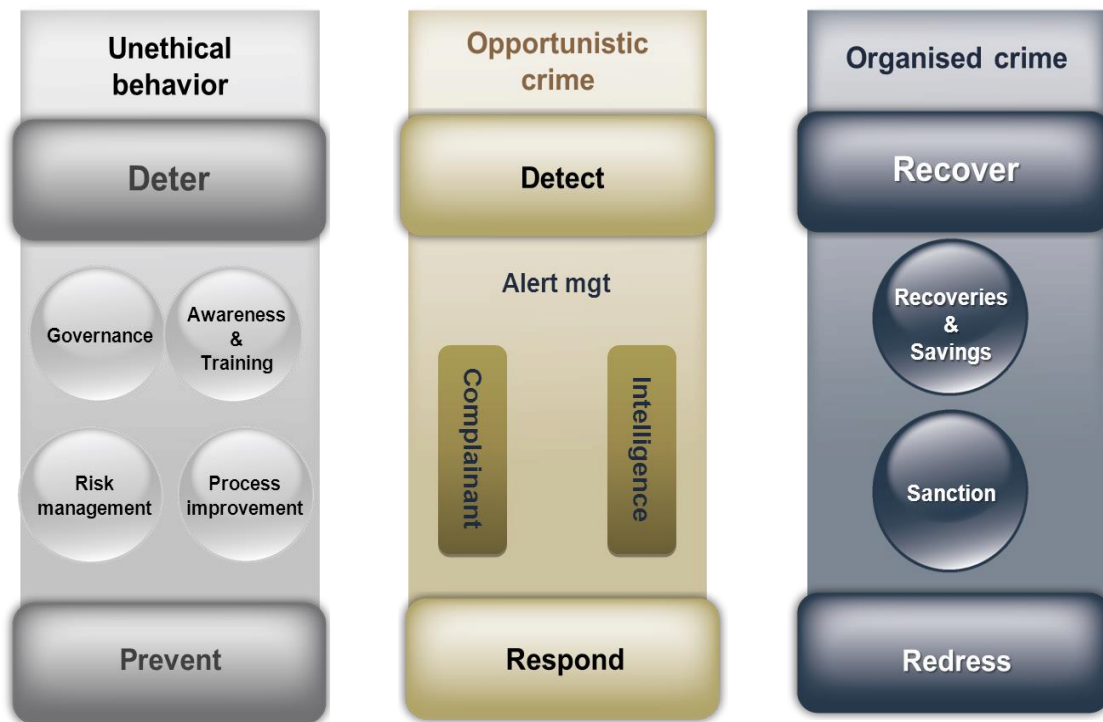 Unethical
behavior
Deter
Governance
Awareness
&
Training
Risk
management
Process
improvement
Prevent
Opportunistic
crime
Detect
Alert mgt
Complainant
Intelligence
Respond
Organised crime
Recover
Recoveries
&
Savings
Sanction
Redress